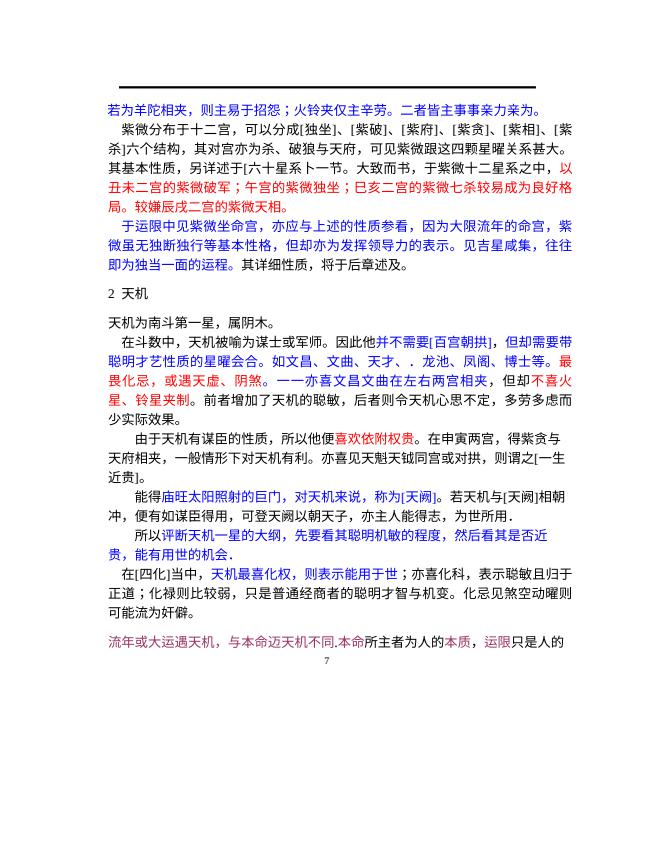 若为羊陀相夹，则主易于招怨；火铃夹仅主辛劳。二者皆主事事亲力亲为。
紫微分布于十二宫，可以分成[独坐]、[紫破]、[紫府]、[紫贪]、[紫相]、[紫
杀]六个结构，其对宫亦为杀、破狼与天府，可见紫微跟这四颗星曜关系甚大。
其基本性质，另详述于[六十星系卜一节。大致而书，于紫微十二星系之中，以
丑未二宫的紫微破军；午宫的紫微独坐；巳亥二宫的紫微七杀较易成为良好格
局。较嫌辰戌二宫的紫微天相。
于运限中见紫微坐命宫，亦应与上述的性质参看，因为大限流年的命宫，紫
微虽无独断独行等基本性格，但却亦为发挥领导力的表示。见吉星咸集，往往
即为独当一面的运程。其详细性质，将于后章述及。
2 天机
天机为南斗第一星，属阴木。
在斗数中，天机被喻为谋士或军师。因此他并不需要[百宫朝拱]，但却需要带
聪明才艺性质的星曜会合。如文昌、文曲、天才、．龙池、凤阁、博士等。最
畏化忌，或遇天虚、阴煞。一一亦喜文昌文曲在左右两宫相夹，但却不喜火
星、铃星夹制。前者增加了天机的聪敏，后者则令天机心思不定，多劳多虑而
少实际效果。
由于天机有谋臣的性质，所以他便喜欢依附权贵。在申寅两宫，得紫贪与
天府相夹，一般情形下对天机有利。亦喜见天魁天钺同宫或对拱，则谓之[一生
近贵]。
能得庙旺太阳照射的巨门，对天机来说，称为[天阙]。若天机与[天阙]相朝
冲，便有如谋臣得用，可登天阙以朝天子，亦主人能得志，为世所用．
所以评断天机一星的大纲，先要看其聪明机敏的程度，然后看其是否近
贵，能有用世的机会．
在[四化]当中，天机最喜化权，则表示能用于世；亦喜化科，表示聪敏且归于
正道；化禄则比较弱，只是普通经商者的聪明才智与机变。化忌见煞空动曜则
可能流为奸僻。
流年或大运遇天机，与本命迈天机不同.本命所主者为人的本质，运限只是人的
7